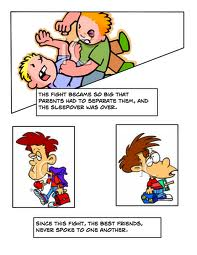 THE FIGHT BECAME SO BIG THAT
PARENTS HAD TO SEPARATE THEM, AND
THE SLEEPOVER WAS OVER.
SINCE THIS FIGHT, THE BEST FRIENDS,
NEVER SPOKE TO ONE ANOTHER.